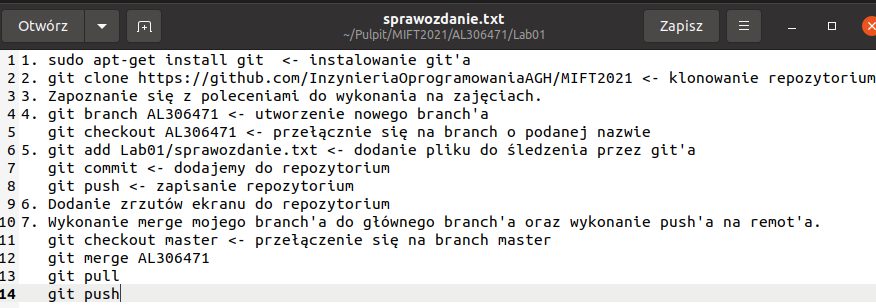 Otwórz
sprawozdanie.txt
~/Pulpit/MIFT2021/AL306471/Lab01
Zapisz
1 1. sudo apt-get install git  <- instalowanie git'a
2 2. git clone https://github.com/InzynieriaOprogramowaniaAGH/MIFT2021 <- klonowanie repozytorium
3 3. Zapoznanie się z poleceniami do wykonania na zajęciach.
4 4. git branch AL306471 <- utworzenie nowego branch'a
5    git checkout AL306471 <- przełącznie się na branch o podanej nazwie
6 5. git add Lab01/sprawozdanie.txt <- dodanie pliku do śledzenia przez git'a
7    git commit <- dodajemy do repozytorium
8    git push <- zapisanie repozytorium
9 6. Dodanie zrzutów ekranu do repozytorium
10 7. Wykonanie merge mojego branch'a do głównego branch'a oraz wykonanie push'a na remot'a.
11    git checkout master <- przełączenie się na branch master
12    git merge AL306471
13    git pull
14    git push